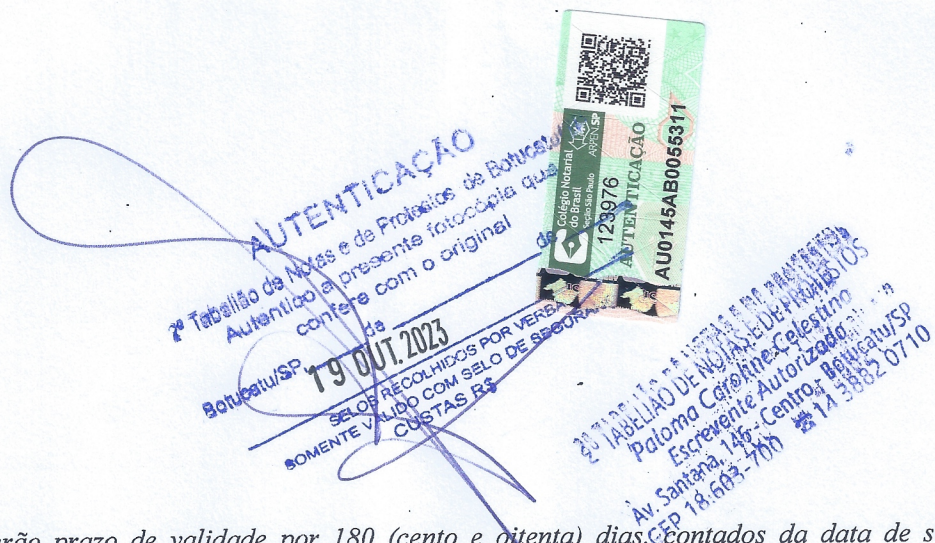 AUTENTICAÇÃO
2º Tabelião de Notas e de Protestos de Botucatu
Autentico a presente fotocópia que
confere com o original
Botucatu/SP, de de
19 OUT. 2023
SELOS RECOLHIDOS POR VERBA
SOMENTE VÁLIDO COM SELO DE SEGURA
CUSTAS R$
Colégio Notarial
do Brasil
Seção São Paulo
ARPEN.SP
123976
AUTENTICAÇÃO
AU0145AB0055311
2º TABELIÃO DE NOTAS E DE PROTESTOS
Paloma Caroline Celestino
Escrevente Autorizada
Av. Santana, - Centro - Botucatu/SP
CEP 18.603-700 ☎ 14 3882 0710
erão prazo de validade por 180 (cento e oitenta) dias, contados da data de s